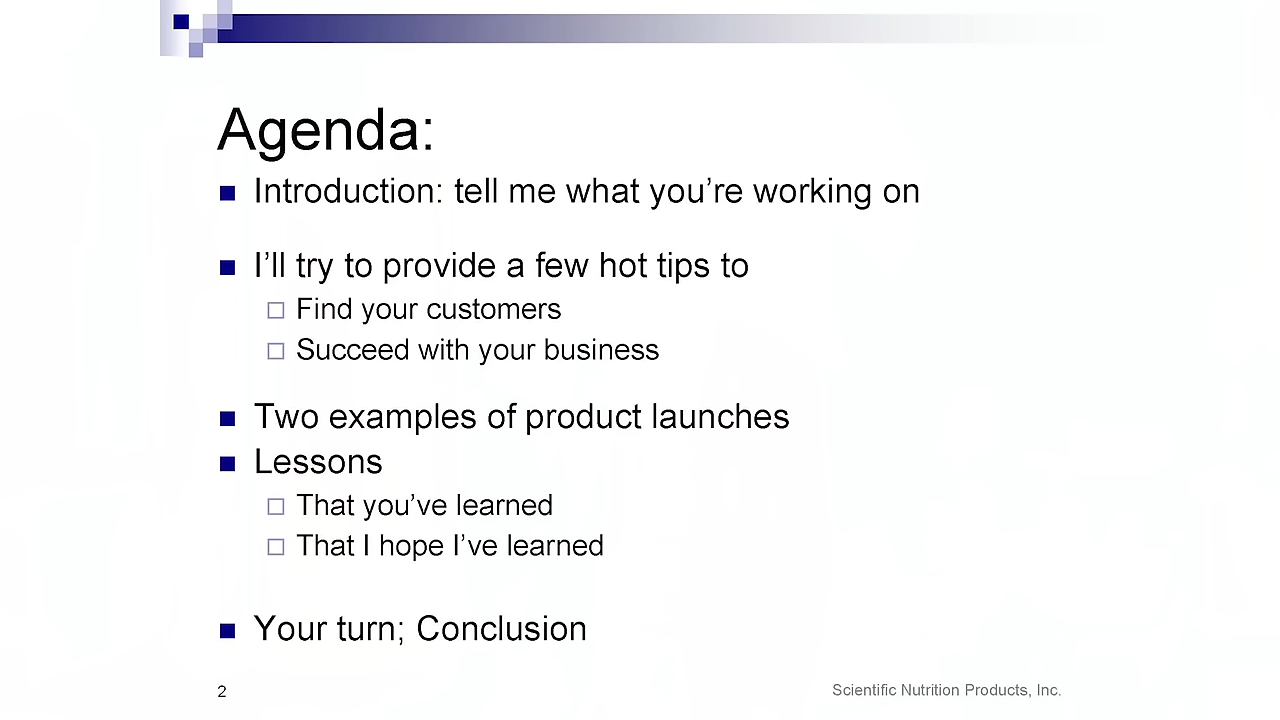 Agenda:
Introduction: tell me what you’re working on
I’ll try to provide a few hot tips to
Find your customers
Succeed with your business
Two examples of product launches
Lessons
That you’ve learned
That I hope I’ve learned
Your turn; Conclusion
2
Scientific Nutrition Products, Inc.